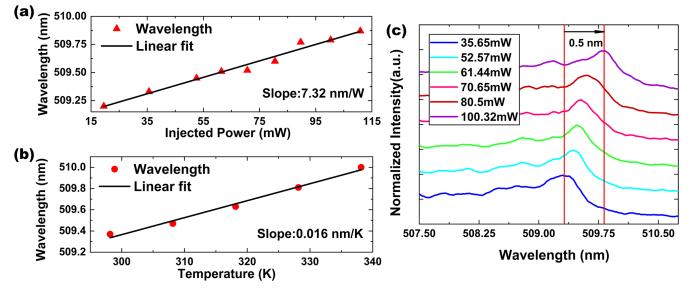 (a)
Wavelength (nm)
510.00
509.75
509.50
509.25
Wavelength
Linear fit
Slope:7.32 nm/W
15 35 55 75 95 115
Injected Power (mW)
(b)
Wavelength (nm)
510.0
509.8
509.6
509.4
509.2
Wavelength
Linear fit
Slope:0.016 nm/K
300 310 320 330 340
Temperature (K)
(c)
Normalized Intensity(a.u.)
35.65mW
52.57mW
61.44mW
70.65mW
80.5mW
100.32mW
0.5 nm
507.50 508.25 509.00 509.75 510.50
Wavelength (nm)